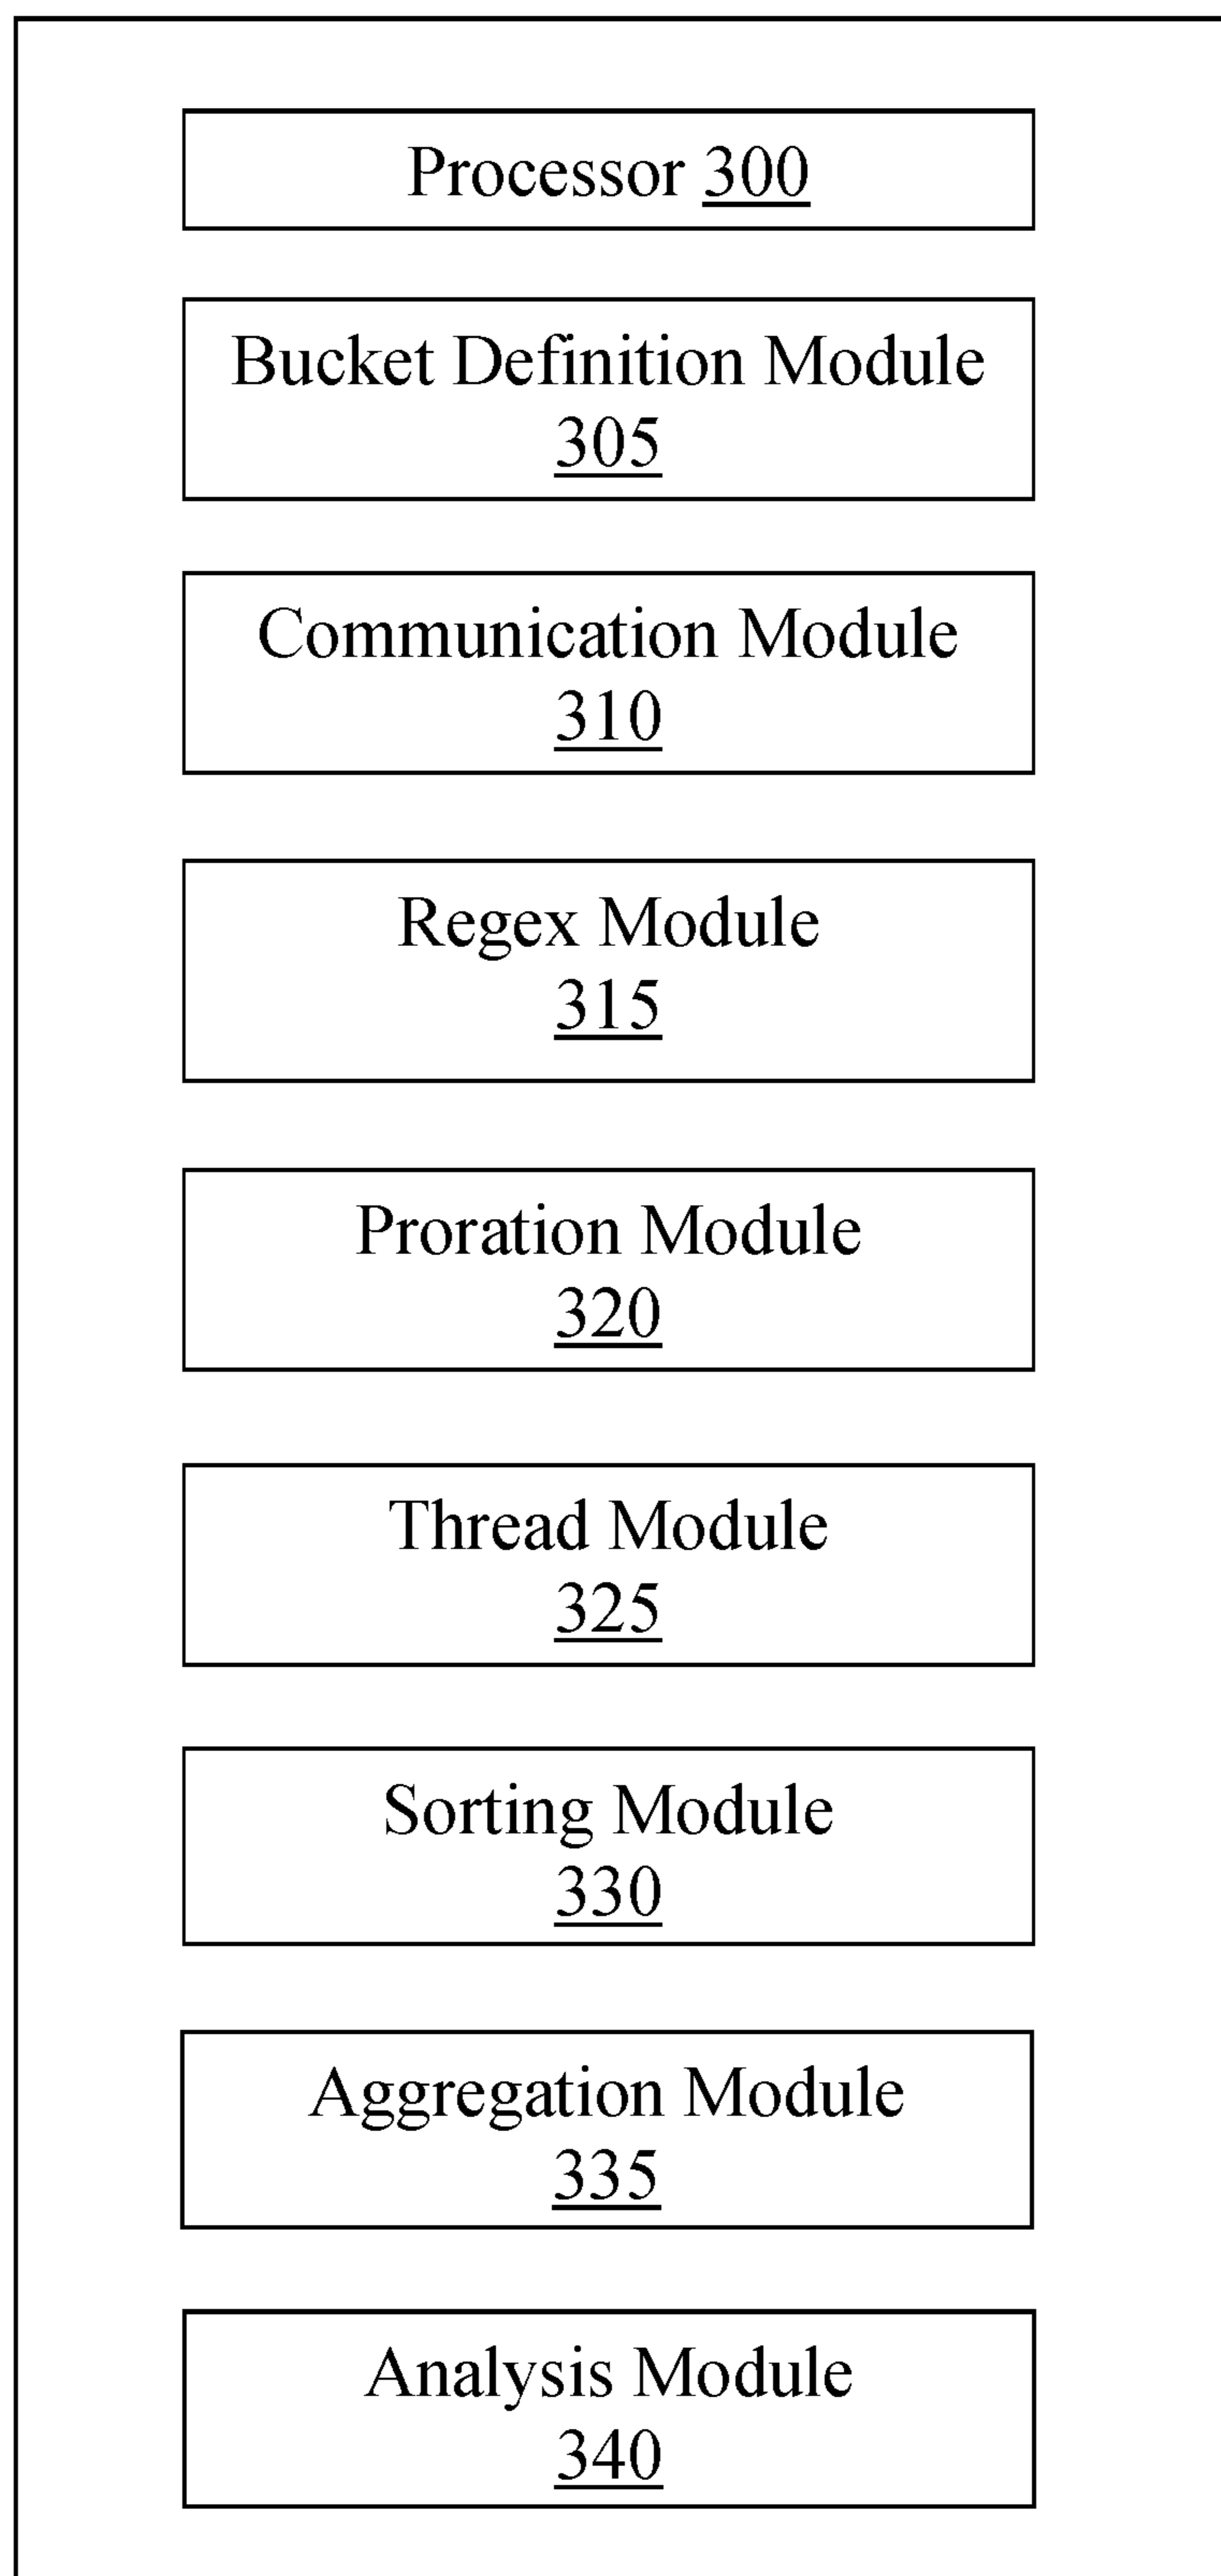 Processor 300
Bucket Definition Module
305
Communication Module
310
Regex Module
315
Proration Module
320
Thread Module
325
Sorting Module
330
Aggregation Module
335
Analysis Module
340